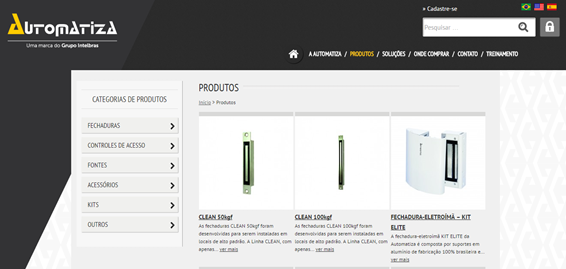 » Cadastre-se
Automatiza
Uma marca do Grupo Intelbras
Pesquisar ...
A AUTOMATIZA / PRODUTOS / SOLUÇÕES / ONDE COMPRAR / CONTATO / TREINAMENTO
CATEGORIAS DE PRODUTOS
FECHADURAS
CONTROLES DE ACESSO
FONTES
ACESSÓRIOS
KITS
OUTROS
PRODUTOS
Início > Produtos
CLEAN 50kgf
As fechaduras CLEAN 50kgf foram
desenvolvidas para serem instaladas em
locais de alto padrão. A Linha CLEAN, com
apenas... ver mais
CLEAN 100kgf
As fechaduras CLEAN 100kgf foram
desenvolvidas para serem instaladas em
locais de alto padrão. A Linha CLEAN, com
apenas... ver mais
FECHADURA-ELETROÍMÃ – KIT
ELITE
A fechadura-eletroímã KIT ELITE da
Automatiza é composta por suportes em
alumínio de fabricação 100% brasileira e...
ver mais